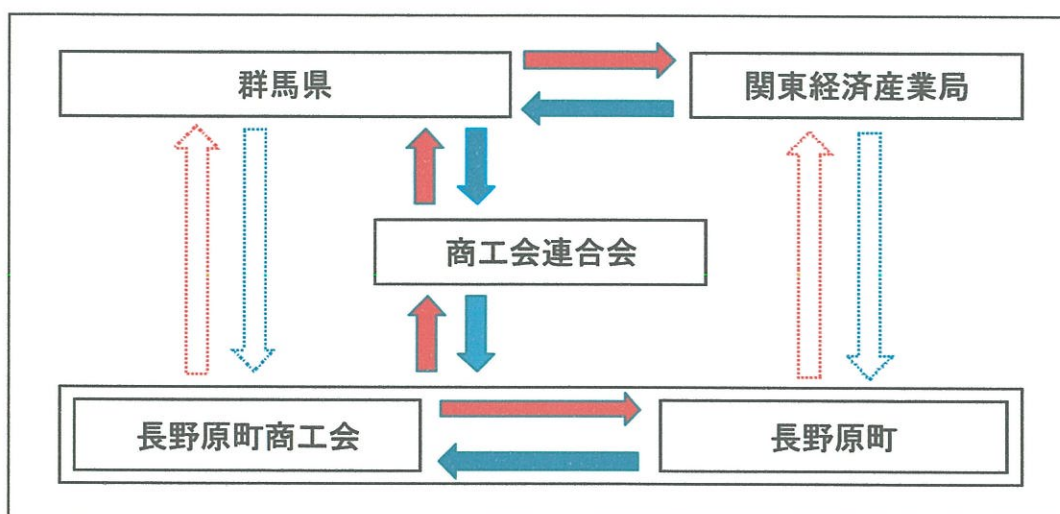 群馬県
関東経済産業局
商工会連合会
長野原町商工会
長野原町